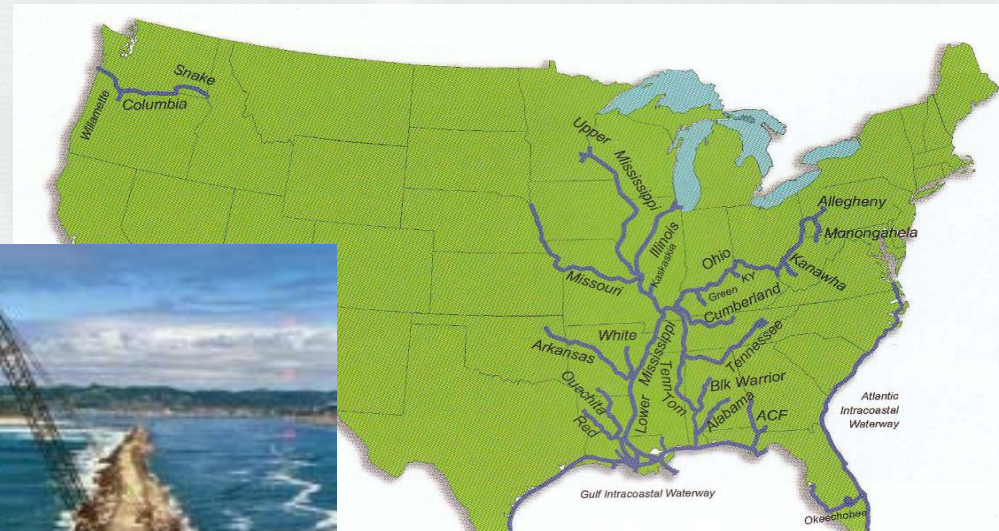 Snake
Columbia
Willamette
Upper
Mississippi
Illinois
Kaskaskia
Missouri
Allegheny
Monongahela
Kanawha
Ohio
KY
Green
Cumberland
Tennessee
White
Arkansas
Ouachita
Red
Lower Mississippi
Tenn Tom
Blk Warrior
Alabama
ACF
Atlantic
Intracoastal
Waterway
Gulf Intracoastal Waterway
Okeechobee